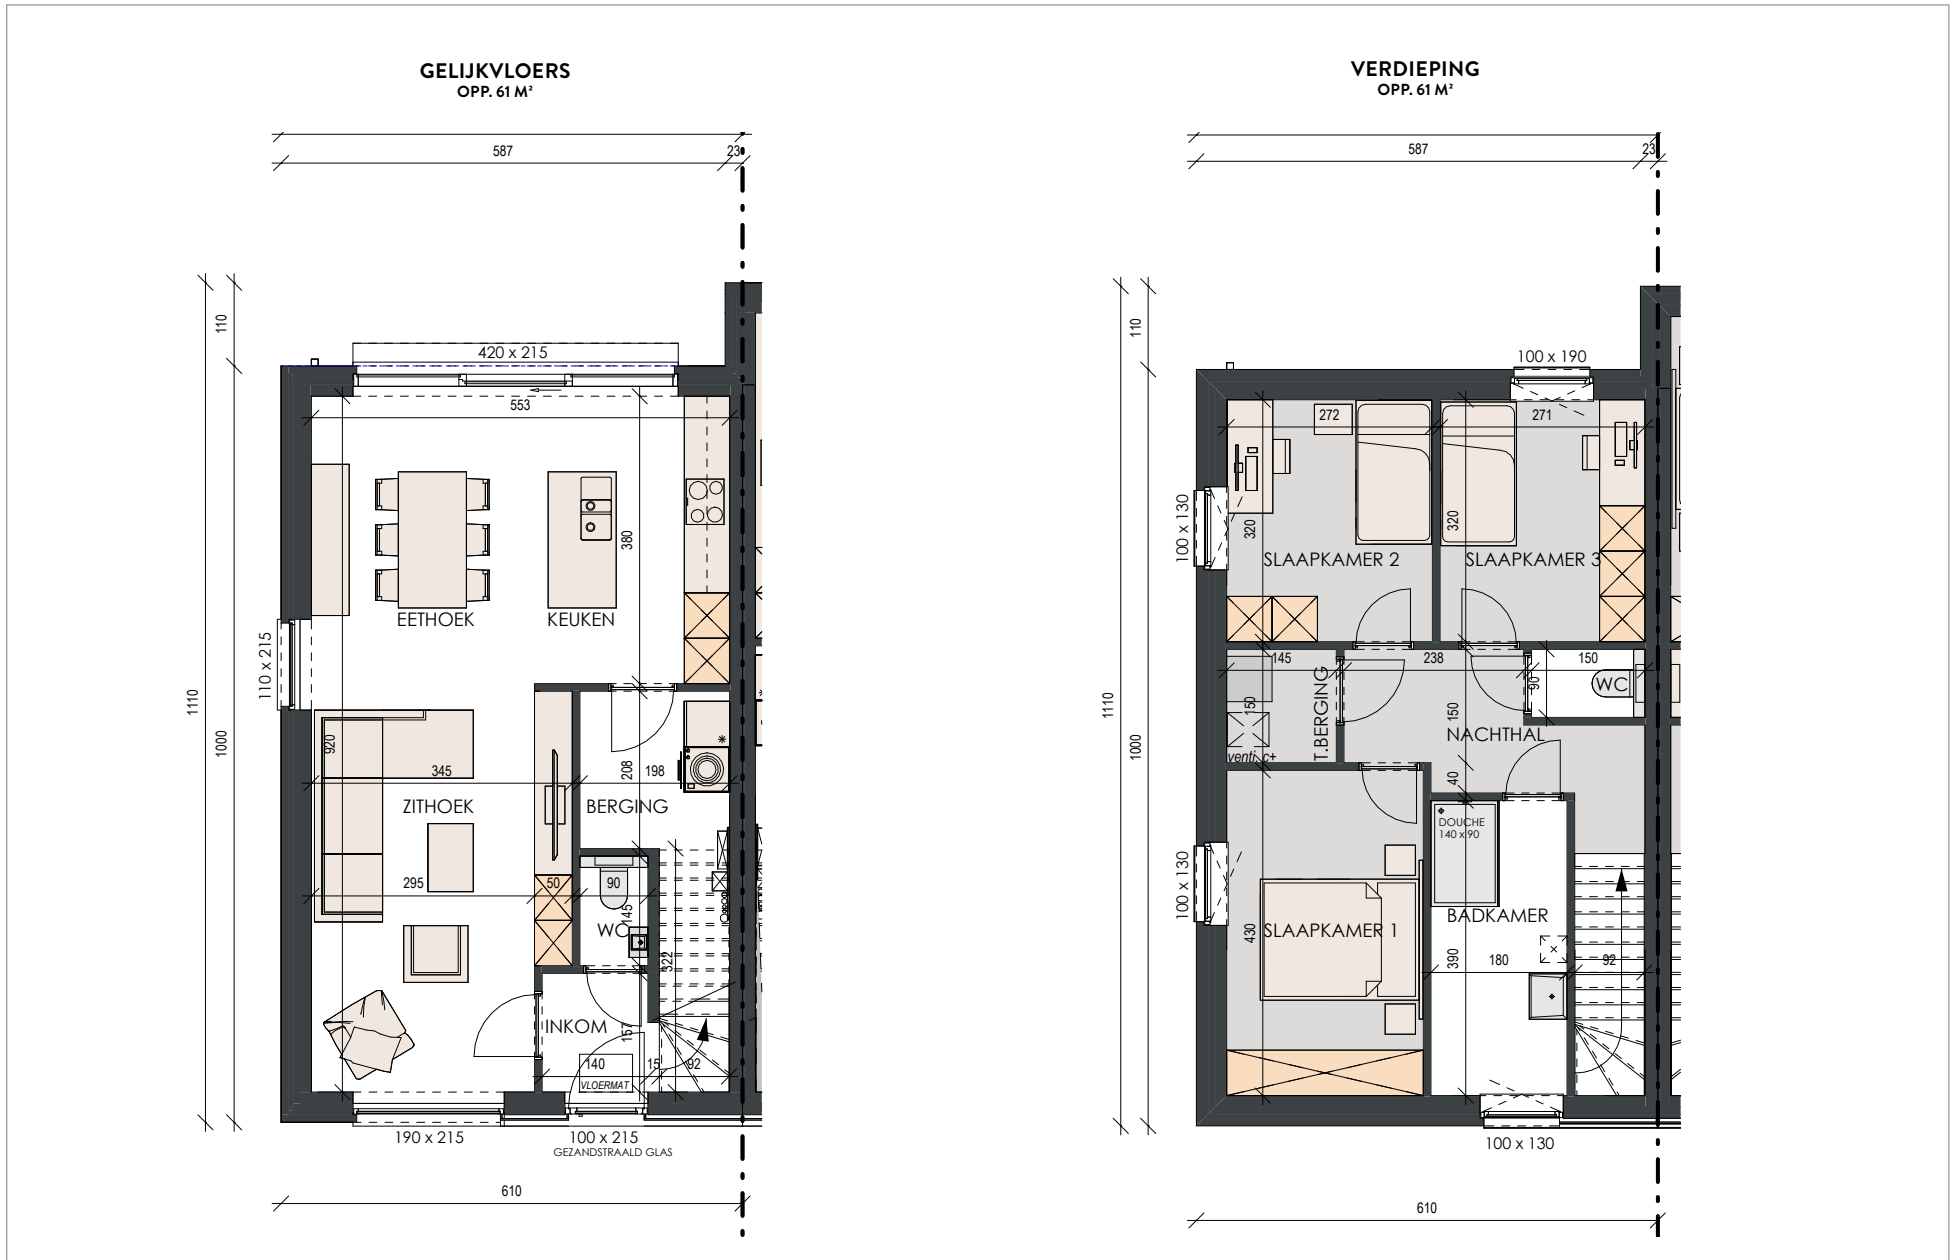 GELIJKVLOERS
OPP. 61 M²
587
23
110
420 x 215
553
380
EETHOEK
KEUKEN
110 x 215
1110
1000
920
345
208
198
ZITHOEK
BERGING
295
50
90
145
WC
322
INKOM
157
140
15
92
VLOERMAT
190 x 215
100 x 215
GEZANDSTRAALD GLAS
610
VERDIEPING
OPP. 61 M²
587
23
110
100 x 190
272
271
100 x 130
320
320
SLAAPKAMER 2
SLAAPKAMER 3
145
238
150
T.BERGING
90
WC
150
150
NACHTHAL
venti. c+
1110
1000
40
DOUCHE
140 x 90
100 x 130
BADKAMER
SLAAPKAMER 1
430
390
180
92
100 x 130
610